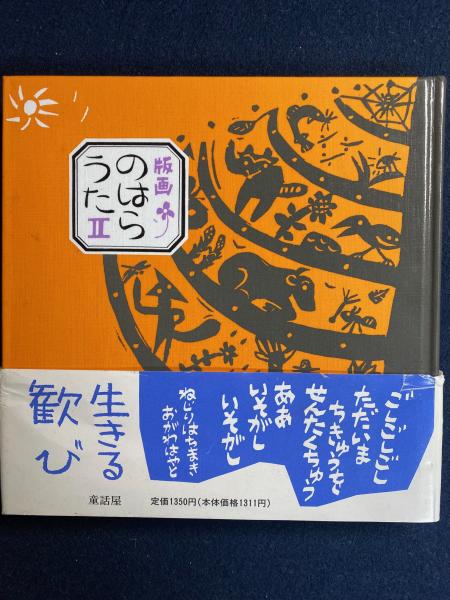 版画
のはら
うた
II
ごしごしごし
ただいま
ちきゅうを
せんたくちゅう
ああ
いそがし
いそがし
ねじりはちまき
おがわはやと
生きる
歓び
童話屋
定価1350円(本体価格1311円)